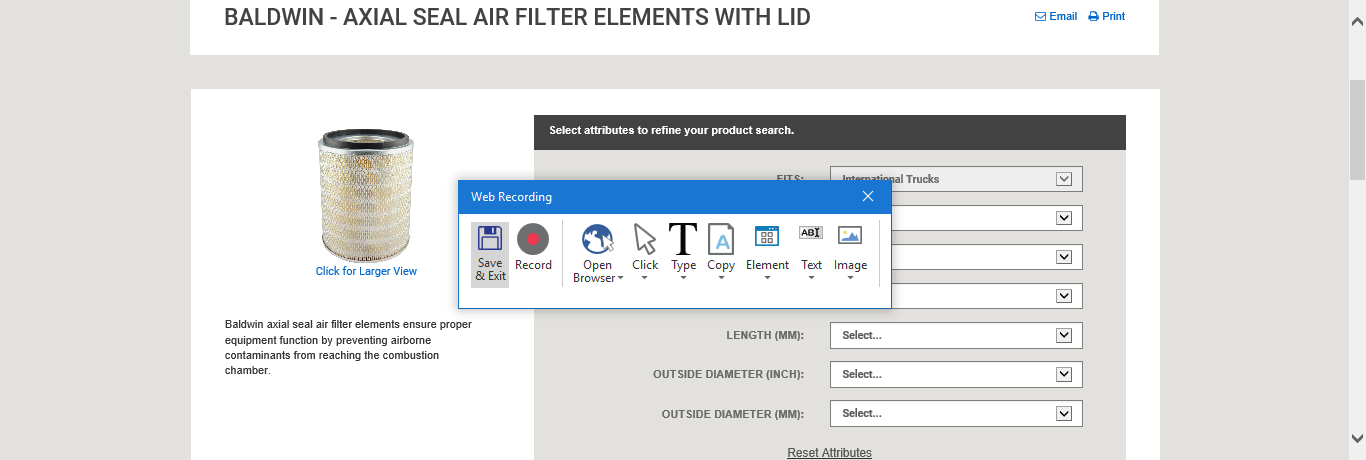 BALDWIN - AXIAL SEAL AIR FILTER ELEMENTS WITH LID
Email Print
Select attributes to refine your product search.
FITS: International Trucks
Web Recording
Save & Exit
Record
Open Browser
Click
Type
Copy
Element
Text
Image
T
A
ABI
Click for Larger View
Baldwin axial seal air filter elements ensure proper
equipment function by preventing airborne
contaminants from reaching the combustion
chamber.
LENGTH (MM): Select...
OUTSIDE DIAMETER (INCH): Select...
OUTSIDE DIAMETER (MM): Select...
Reset Attributes